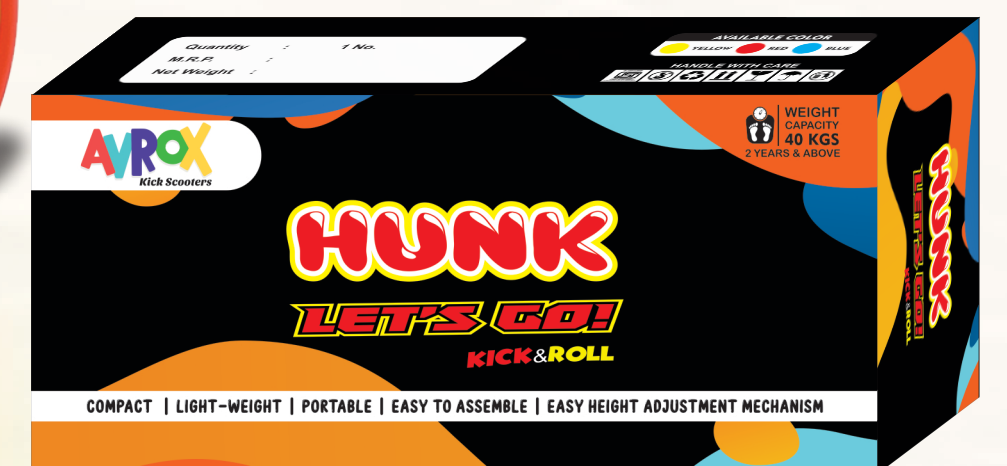 Quantity : 1 No.
M.R.P. :
Net Weight :
AVAILABLE COLOR
YELLOW RED BLUE
HANDLE WITH CARE
AVROX
Kick Scooters
WEIGHT
CAPACITY
40 KGS
2 YEARS & ABOVE
HUNK
LET'S GO!
KICK&ROLL
COMPACT | LIGHT-WEIGHT | PORTABLE | EASY TO ASSEMBLE | EASY HEIGHT ADJUSTMENT MECHANISM
HUNK
LET'S GO!
KICK&ROLL